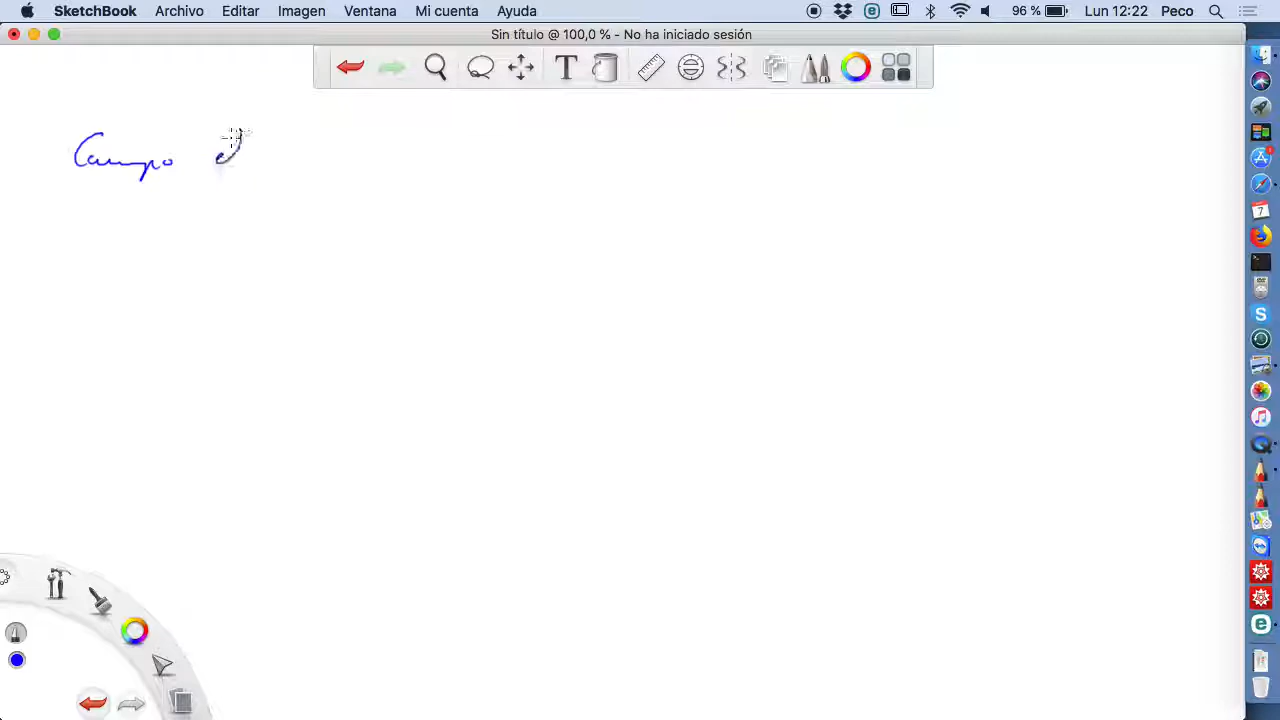 SketchBook Archivo Editar Imagen Ventana Mi cuenta Ayuda 96 % Lun 12:22 Peco
Sin título @ 100,0 % - No ha iniciado sesión
Campo